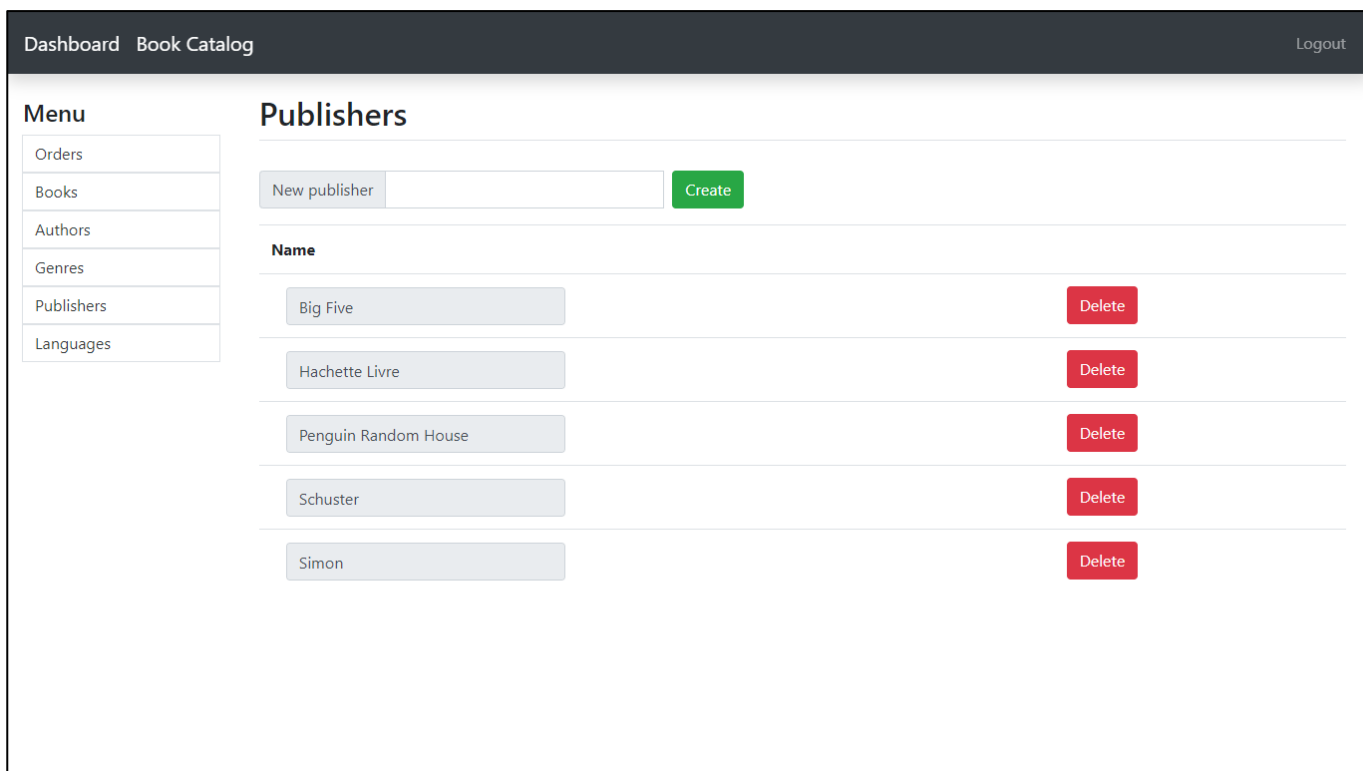 Dashboard Book Catalog Logout
Menu
Orders
Books
Authors
Genres
Publishers
Languages
Publishers
New publisher Create
Name
Big Five Delete
Hachette Livre Delete
Penguin Random House Delete
Schuster Delete
Simon Delete